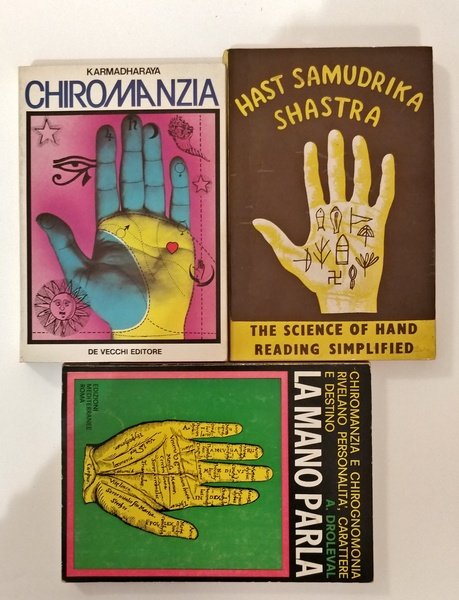 KARMADHARAYA
CHIROMANZIA
DE VECCHI EDITORE
HAST SAMUDRIKA
SHASTRA
THE SCIENCE OF HAND
READING SIMPLIFIED
CHIROMANZIA E CHIROGNOMONIA
RIVELANO PERSONALITA', CARATTERE
E DESTINO
A. DROLEVAL
LA MANO PARLA
EDIZIONI
MEDITERRANEE
ROMA